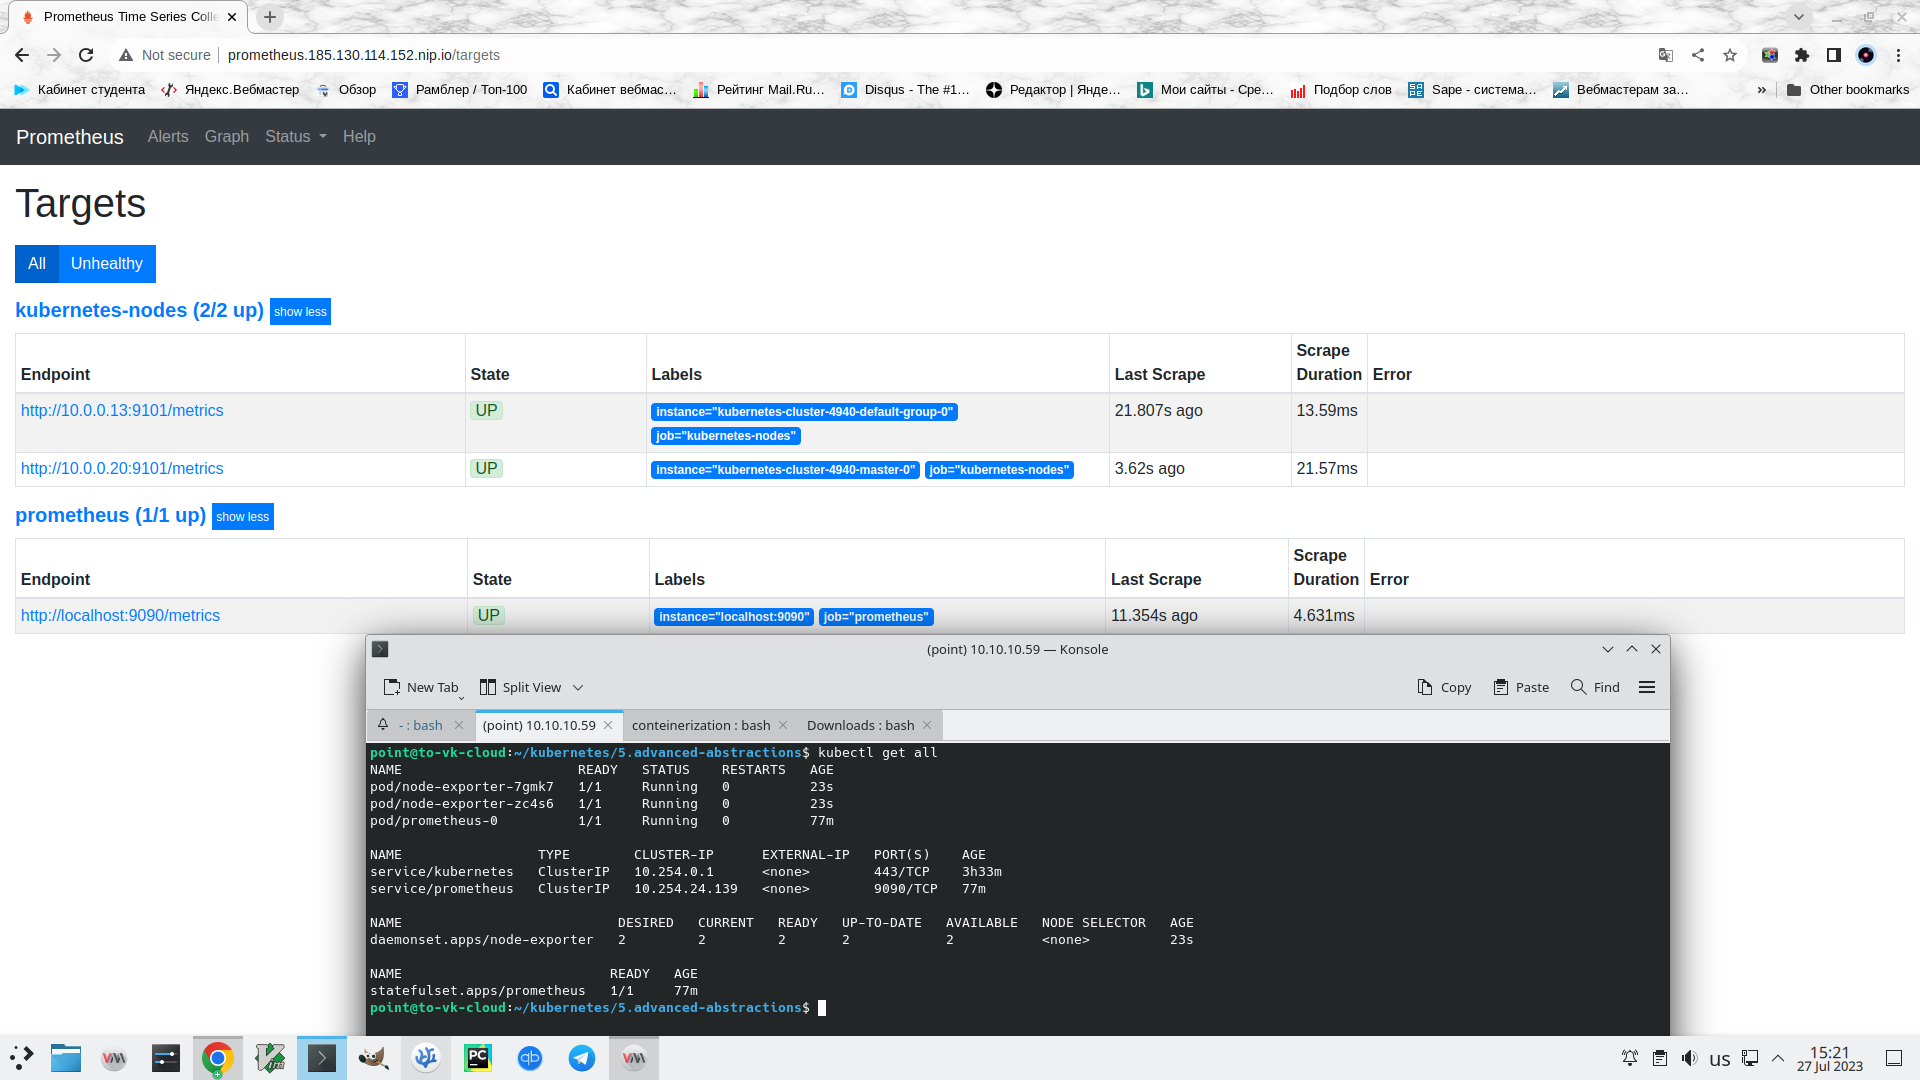 Prometheus Time Series Colle
Not secure prometheus.185.130.114.152.nip.io/targets
Кабинет студента Яндекс.Вебмастер Обзор Рамблер / Топ-100 Кабинет вебмас… Рейтинг Mail.Ru… Disqus - The #1… Редактор | Янде… Мои сайты - Сре… Подбор слов Sape - система… Вебмастерам за… » Other bookmarks
Prometheus Alerts Graph Status Help
Targets
All Unhealthy
kubernetes-nodes (2/2 up) show less
Endpoint State Labels Last Scrape Scrape Duration Error
http://10.0.0.13:9101/metrics UP instance="kubernetes-cluster-4940-default-group-0" 21.807s ago 13.59ms
job="kubernetes-nodes"
http://10.0.0.20:9101/metrics UP instance="kubernetes-cluster-4940-master-0" job="kubernetes-nodes" 3.62s ago 21.57ms
prometheus (1/1 up) show less
Endpoint State Labels Last Scrape Scrape Duration Error
http://localhost:9090/metrics UP instance="localhost:9090" job="prometheus" 11.354s ago 4.631ms
(point) 10.10.10.59 — Konsole
New Tab Split View Copy Paste Find
- : bash (point) 10.10.10.59 conteinerization : bash Downloads : bash
point@to-vk-cloud:~/kubernetes/5.advanced-abstractions$ kubectl get all
NAME READY STATUS RESTARTS AGE
pod/node-exporter-7gmk7 1/1 Running 0 23s
pod/node-exporter-zc4s6 1/1 Running 0 23s
pod/prometheus-0 1/1 Running 0 77m
NAME TYPE CLUSTER-IP EXTERNAL-IP PORT(S) AGE
service/kubernetes ClusterIP 10.254.0.1 <none> 443/TCP 3h33m
service/prometheus ClusterIP 10.254.24.139 <none> 9090/TCP 77m
NAME DESIRED CURRENT READY UP-TO-DATE AVAILABLE NODE SELECTOR AGE
daemonset.apps/node-exporter 2 2 2 2 2 <none> 23s
NAME READY AGE
statefulset.apps/prometheus 1/1 77m
point@to-vk-cloud:~/kubernetes/5.advanced-abstractions$
us 15:21
27 Jul 2023